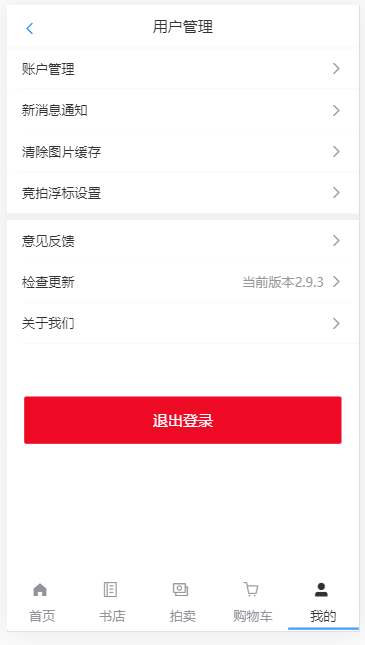 用户管理
账户管理
新消息通知
清除图片缓存
竞拍浮标设置
意见反馈
检查更新 当前版本2.9.3
关于我们
退出登录
首页 书店 拍卖 购物车 我的